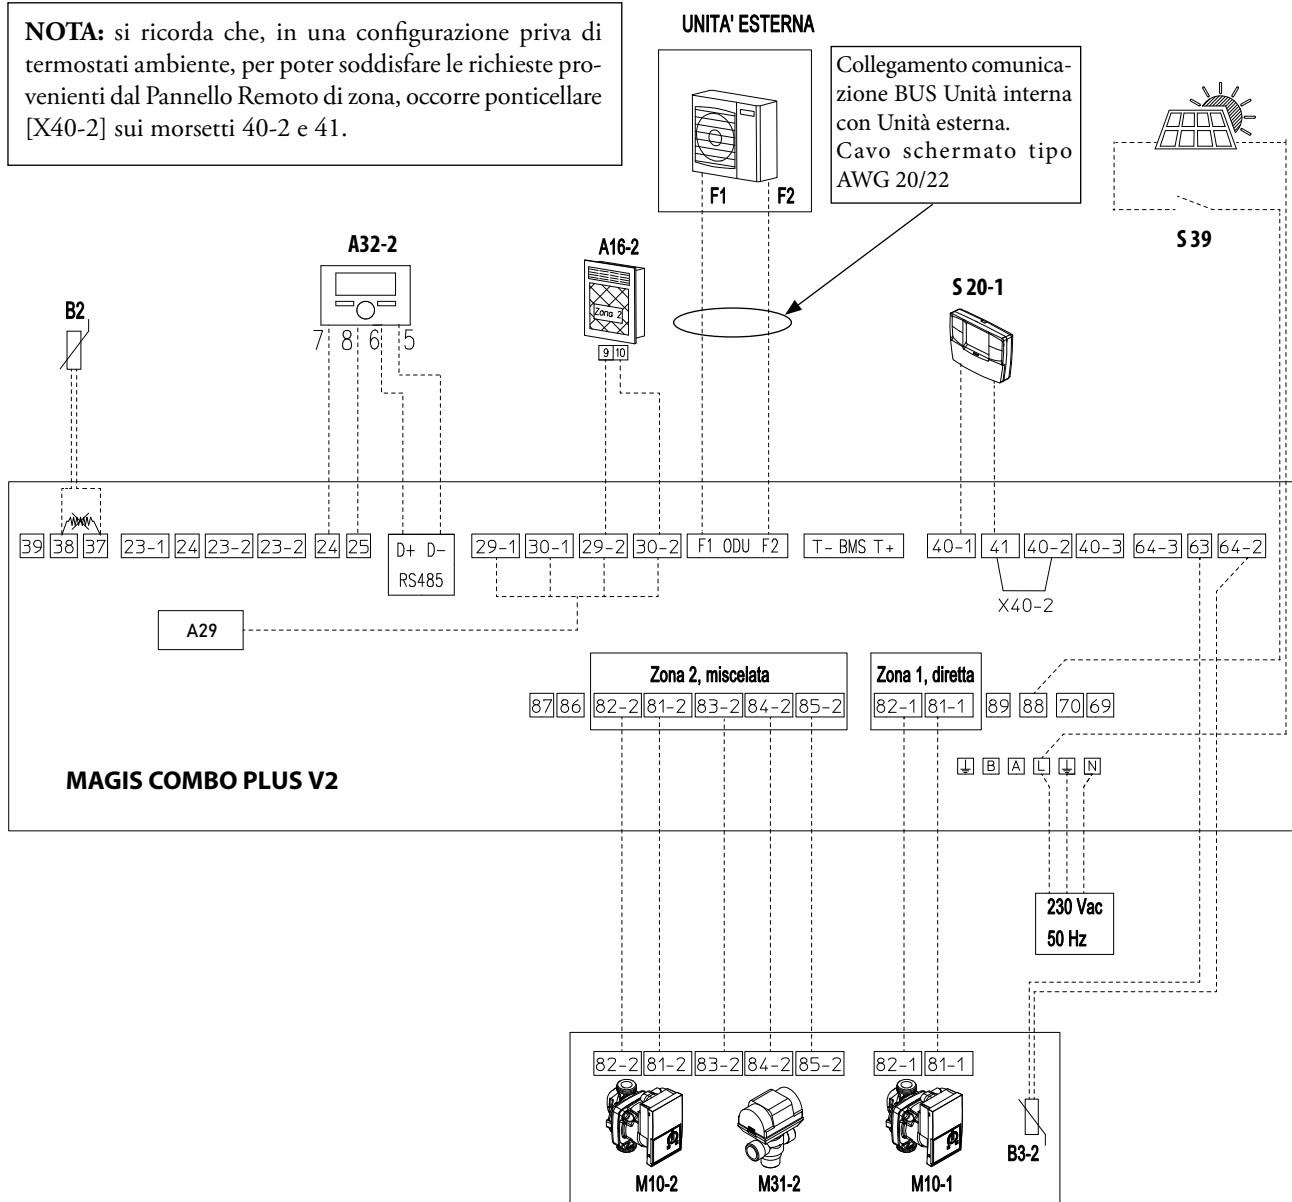 NOTA: si ricorda che, in una configurazione priva di
termostati ambiente, per poter soddisfare le richieste pro-
venienti dal Pannello Remoto di zona, occorre ponticellare
[X40-2] sui morsetti 40-2 e 41.
UNITA' ESTERNA
Collegamento comunica-
zione BUS Unità interna
con Unità esterna.
Cavo schermato tipo
AWG 20/22
F1 F2
S 39
A32-2
A16-2
S 20-1
B2
Zona 2
7 8 6 5
9 10
39 38 37 23-1 24 23-2 23-2 24 25 D+ D- 29-1 30-1 29-2 30-2 F1 ODU F2 T- BMS T+ 40-1 41 40-2 40-3 64-3 63 64-2
RS485
X40-2
A29
Zona 2, miscelata
Zona 1, diretta
87 86 82-2 81-2 83-2 84-2 85-2 82-1 81-1 89 88 70 69
B A L N
MAGIS COMBO PLUS V2
230 Vac
50 Hz
82-2 81-2 83-2 84-2 85-2 82-1 81-1
B3-2
M10-2 M31-2 M10-1